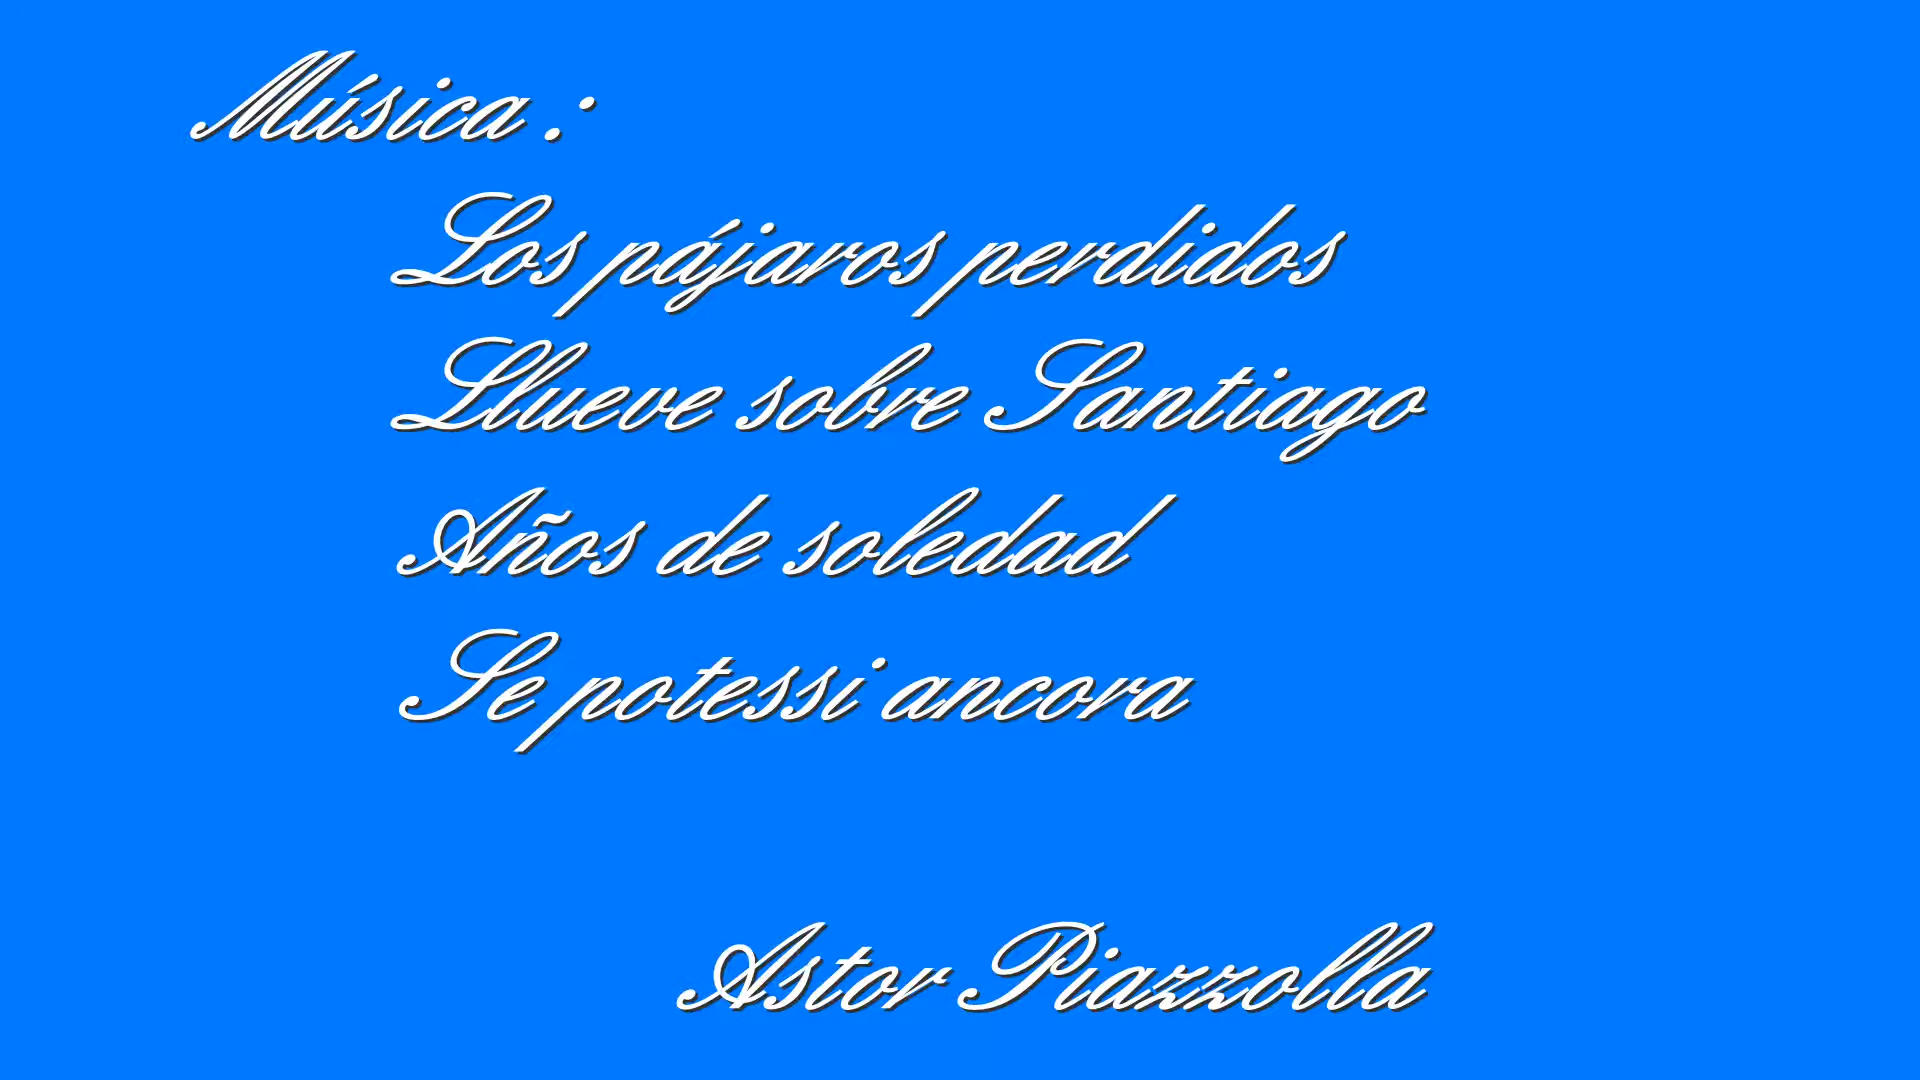 Música :
Los pájaros perdidos
Llueve sobre Santiago
Años de soledad
Se potessi ancora
Astor Piazzolla